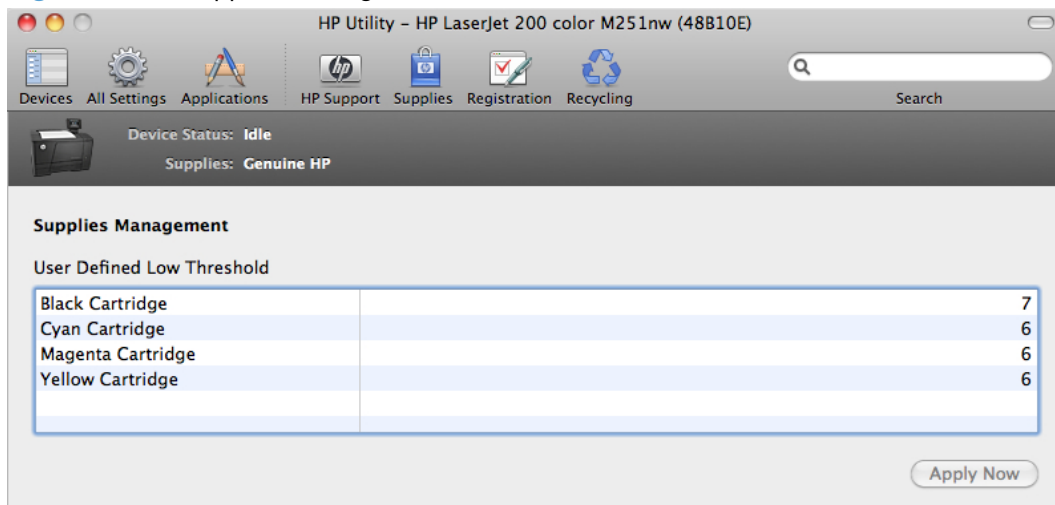 HP Utility – HP LaserJet 200 color M251nw (48B10E)
Devices All Settings Applications HP Support Supplies Registration Recycling Search
Device Status: Idle
Supplies: Genuine HP
Supplies Management
User Defined Low Threshold
Black Cartridge 7
Cyan Cartridge 6
Magenta Cartridge 6
Yellow Cartridge 6
Apply Now